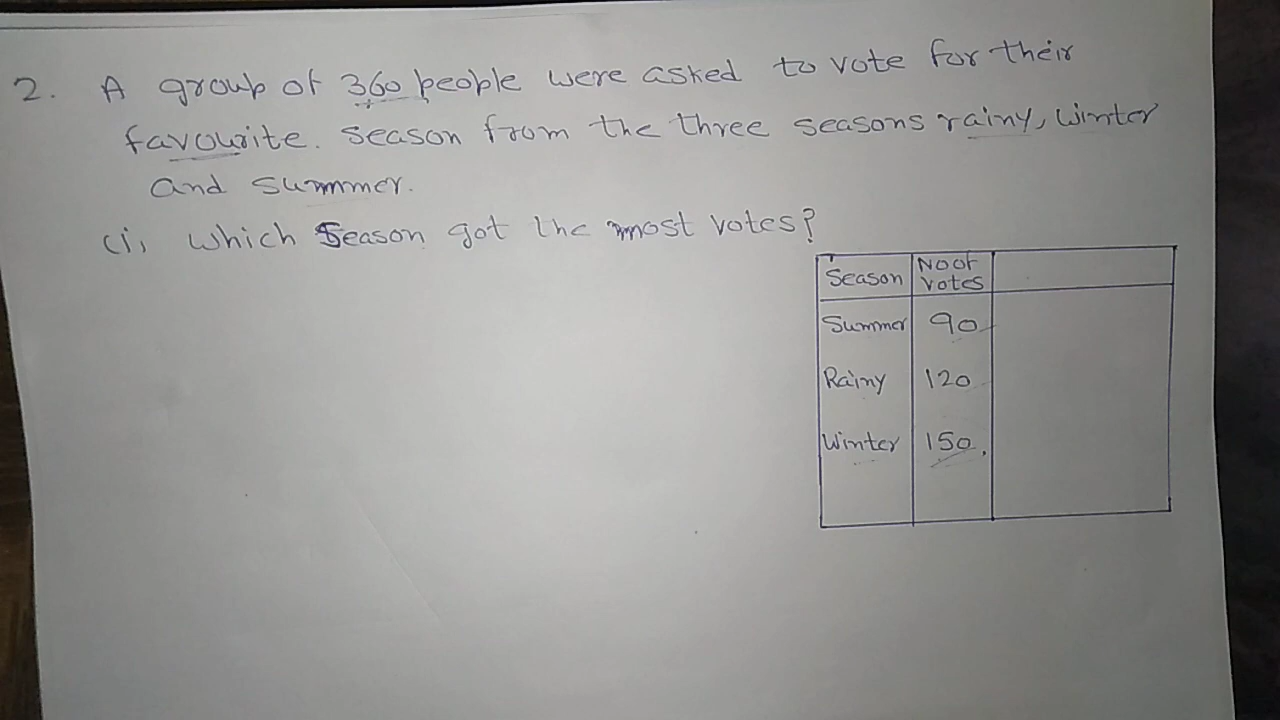 2. A group of 360 people were asked to vote for their
favourite. season from the three seasons rainy, winter
and summer.
(i, which Season got the most votes?
Season No of votes
Summer 90
Rainy 120
Winter 150.